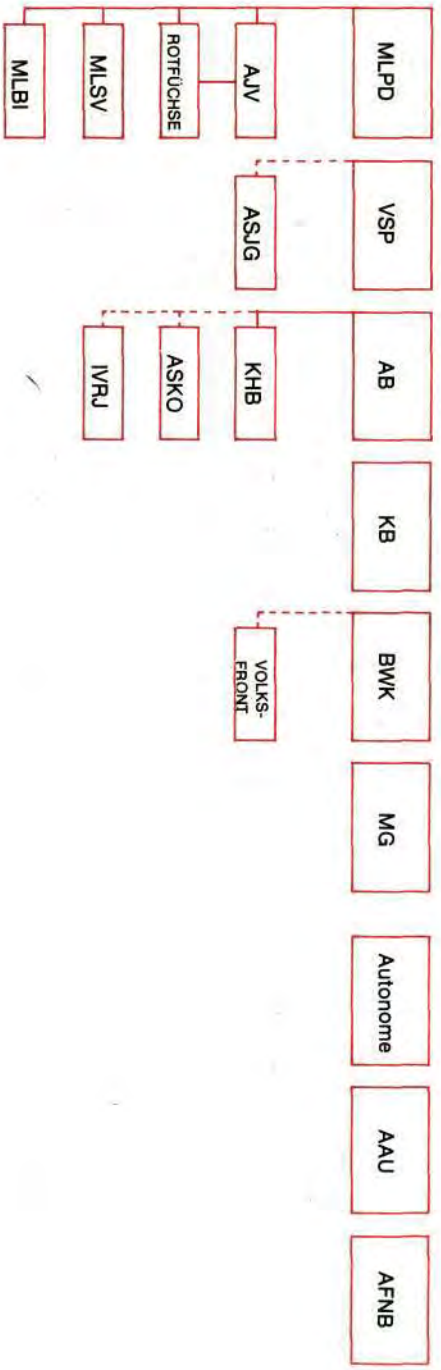 MLPD
AJV
ROTFÜCHSE
MLSV
MLBI
VSP
ASJG
AB
KHB
ASKO
IVRJ
KB
BWK
VOLKS-
FRONT
MG
Autonome
AAU
AFNB